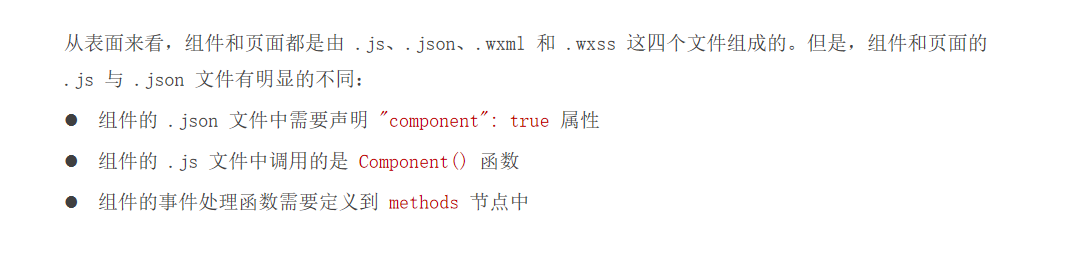 从表面来看，组件和页面都是由 .js、.json、.wxml 和 .wxss 这四个文件组成的。但是，组件和页面的
.js 与 .json 文件有明显的不同：
● 组件的 .json 文件中需要声明 "component": true 属性
● 组件的 .js 文件中调用的是 Component() 函数
● 组件的事件处理函数需要定义到 methods 节点中